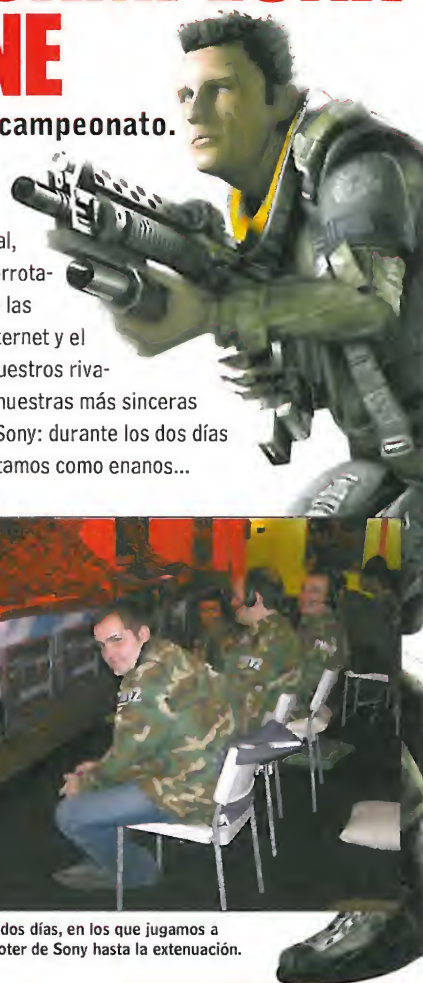 NE
campeonato.
al,
errota-
las
ternet y el
uestros riva-
nuestras más sinceras
Sony: durante los dos días
tamos como enanos...
dos días, en los que jugamos a
oter de Sony hasta la extenuación.